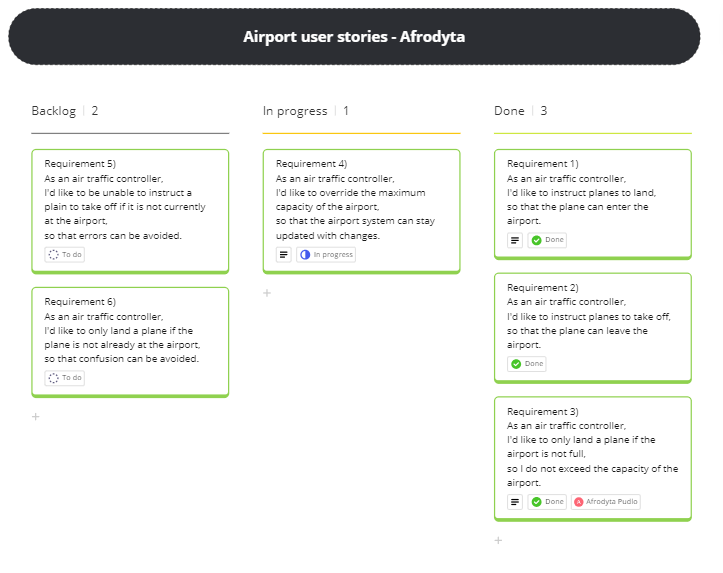 Airport user stories - Afrodyta
Backlog | 2
Requirement 5)
As an air traffic controller,
I'd like to be unable to instruct a
plain to take off if it is not currently
at the airport,
so that errors can be avoided.
To do
Requirement 6)
As an air traffic controller,
I'd like to only land a plane if the
plane is not already at the airport,
so that confusion can be avoided.
To do
+
In progress | 1
Requirement 4)
As an air traffic controller,
I'd like to override the maximum
capacity of the airport,
so that the airport system can stay
updated with changes.
In progress
+
Done | 3
Requirement 1)
As an air traffic controller,
I'd like to instruct planes to land,
so that the plane can enter the
airport.
Done
Requirement 2)
As an air traffic controller,
I'd like to instruct planes to take off,
so that the plane can leave the
airport.
Done
Requirement 3)
As an air traffic controller,
I'd like to only land a plane if the
airport is not full,
so I do not exceed the capacity of the
airport.
Done A Afrodyta Pudlo
+